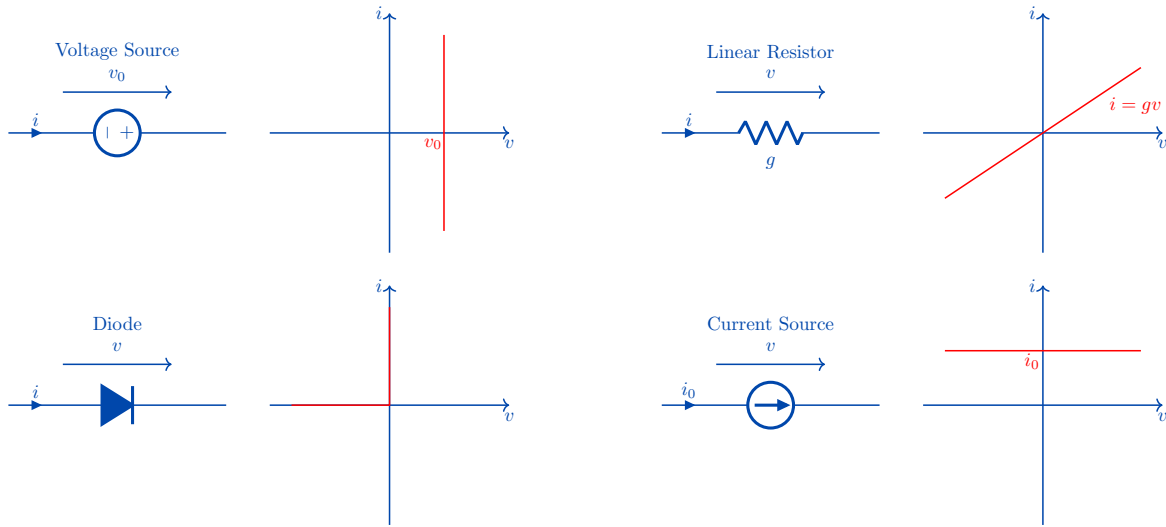 Voltage Source
v₀
i
− +
i
v₀
v
Linear Resistor
v
i
g
i
i = gv
v
Diode
v
i
i
v
Current Source
v
i₀
i
i₀
v